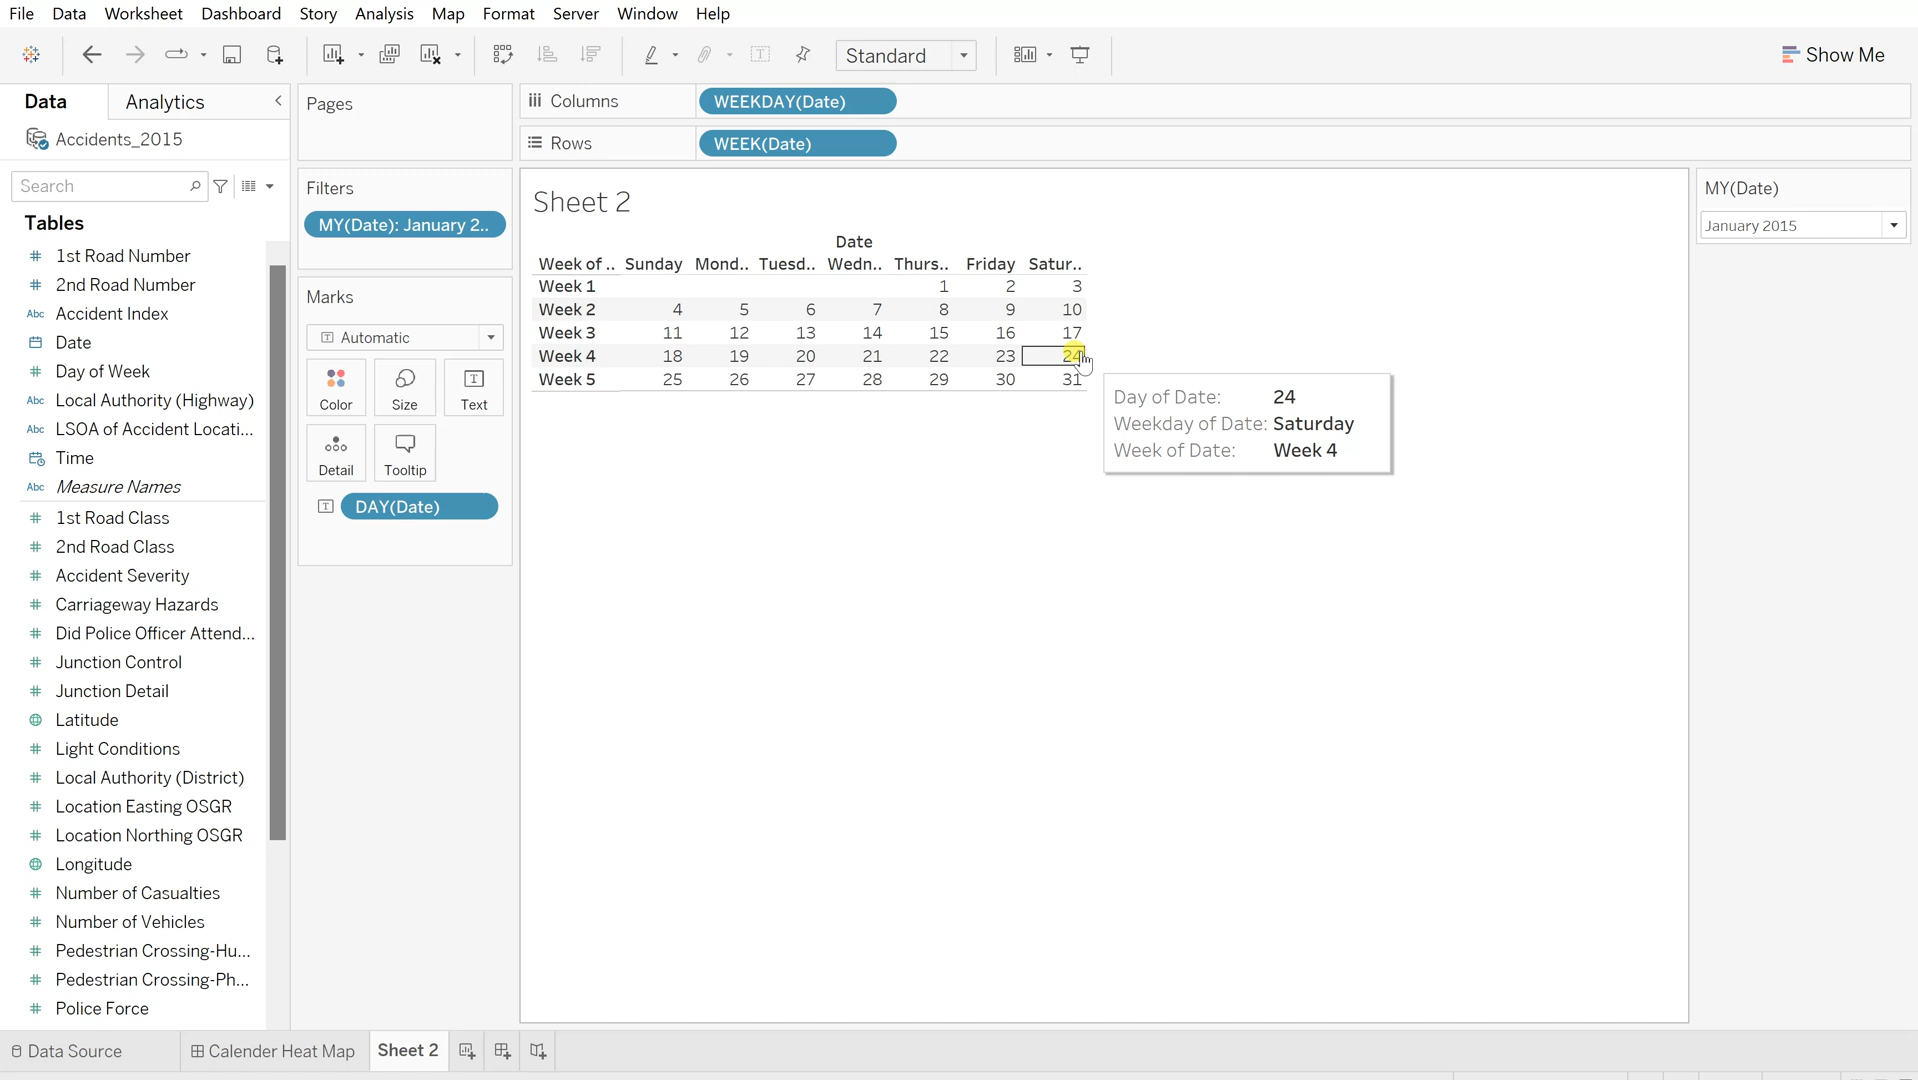 File Data Worksheet Dashboard Story Analysis Map Format Server Window Help
Standard
Show Me
Data Analytics
Accidents_2015
Search
Tables
1st Road Number
2nd Road Number
Abc Accident Index
Date
Day of Week
Abc Local Authority (Highway)
Abc LSOA of Accident Locati...
Time
Abc Measure Names
1st Road Class
2nd Road Class
Accident Severity
Carriageway Hazards
Did Police Officer Attend...
Junction Control
Junction Detail
Latitude
Light Conditions
Local Authority (District)
Location Easting OSGR
Location Northing OSGR
Longitude
Number of Casualties
Number of Vehicles
Pedestrian Crossing-Hu...
Pedestrian Crossing-Ph...
Police Force
Pages
Filters
MY(Date): January 2..
Marks
Automatic
Color Size Text
Detail Tooltip
DAY(Date)
Columns WEEKDAY(Date)
Rows WEEK(Date)
Sheet 2
Date
Week of .. Sunday Mond.. Tuesd.. Wedn.. Thurs.. Friday Satur..
Week 1 1 2 3
Week 2 4 5 6 7 8 9 10
Week 3 11 12 13 14 15 16 17
Week 4 18 19 20 21 22 23 24
Week 5 25 26 27 28 29 30 31
Day of Date: 24
Weekday of Date: Saturday
Week of Date: Week 4
MY(Date)
January 2015
Data Source Calender Heat Map Sheet 2